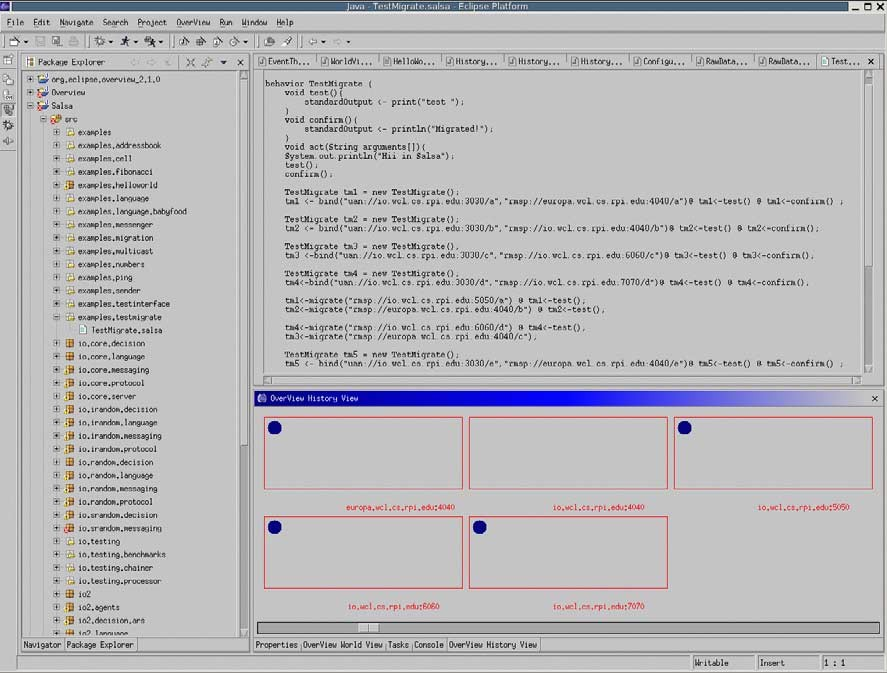 Java - TestMigrate.salsa - Eclipse Platform
File Edit Navigate Search Project OverView Run Window Help
Package Explorer
EventTh... WorldVi... HelloWo... History... History... History... Configu... RawData... RawData... Test...
org.eclipse.overview_2.1.0
Overview
Salsa
src
examples
examples.addressbook
examples.cell
examples.fibonacci
examples.helloworld
examples.language
examples.language.babyfood
examples.messenger
examples.migration
examples.multicast
examples.numbers
examples.ping
examples.sender
examples.testinterface
examples.testmigrate
TestMigrate.salsa
io.core.decision
io.core.language
io.core.messaging
io.core.protocol
io.core.server
io.irandom.decision
io.irandom.language
io.irandom.messaging
io.irandom.protocol
io.random.decision
io.random.language
io.random.messaging
io.random.protocol
io.srandom.decision
io.srandom.messaging
io.testing
io.testing.benchmarks
io.testing.chainer
io.testing.processor
io2
io2.agents
io2.decision.ars
io2.language
Navigator Package Explorer
behavior TestMigrate {
void test(){
standardOutput <- print("test ");
}
void confirm(){
standardOutput <- println("Migrated!");
}
void act(String arguments[]){
System.out.println("Hii in Salsa");
test();
confirm();
TestMigrate tm1 = new TestMigrate();
tm1 <- bind("uan://io.wcl.cs.rpi.edu:3030/a","rmsp://europa.wcl.cs.rpi.edu:4040/a")@ tm1<-test() @ tm1<-confirm() ;
TestMigrate tm2 = new TestMigrate();
tm2 <- bind("uan://io.wcl.cs.rpi.edu:3030/b","rmsp://io.wcl.cs.rpi.edu:4040/b")@ tm2<-test() @ tm2<-confirm();
TestMigrate tm3 = new TestMigrate();
tm3 <-bind("uan://io.wcl.cs.rpi.edu:3030/c","rmsp://io.wcl.cs.rpi.edu:6060/c")@ tm3<-test() @ tm3<-confirm();
TestMigrate tm4 = new TestMigrate();
tm4<-bind("uan://io.wcl.cs.rpi.edu:3030/d","rmsp://io.wcl.cs.rpi.edu:7070/d")@ tm4<-test() @ tm4<-confirm();
tm1<-migrate("rmsp://io.wcl.cs.rpi.edu:5050/a") @ tm1<-test();
tm2<-migrate("rmsp://europa.wcl.cs.rpi.edu:4040/b") @ tm2<-test();
tm4<-migrate("rmsp://io.wcl.cs.rpi.edu:6060/d") @ tm4<-test();
tm3<-migrate("rmsp://io.wcl.cs.rpi.edu:4040/c");
TestMigrate tm5 = new TestMigrate();
tm5 <- bind("uan://io.wcl.cs.rpi.edu:3030/e","rmsp://europa.wcl.cs.rpi.edu:4040/e")@ tm5<-test() @ tm5<-confirm() ;
OverView History View
europa.wcl.cs.rpi.edu:4040 io.wcl.cs.rpi.edu:4040 io.wcl.cs.rpi.edu:5050
io.wcl.cs.rpi.edu:6060 io.wcl.cs.rpi.edu:7070
Properties OverView World View Tasks Console OverView History View
Writable Insert 1 : 1